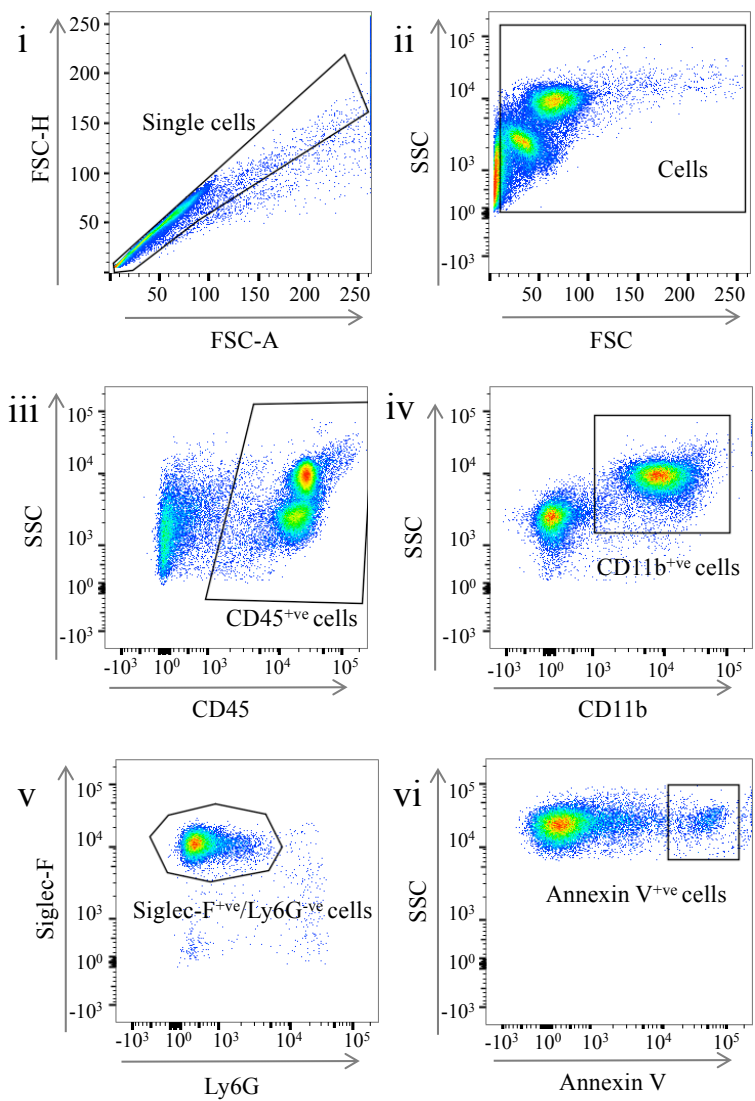 i
FSC-H
250
200
150
100
50
0
Single cells
50 100 150 200 250
FSC-A
ii
SSC
10⁵
10⁴
10³
10⁰
-10³
Cells
50 100 150 200 250
FSC
iii
SSC
10⁵
10⁴
10³
10⁰
-10³
CD45⁺ᵛᵉ cells
-10³ 10⁰ 10³ 10⁴ 10⁵
CD45
iv
SSC
10⁵
10⁴
10³
10⁰
-10³
CD11b⁺ᵛᵉ cells
-10³ 10⁰ 10³ 10⁴ 10⁵
CD11b
v
Siglec-F
10⁵
10⁴
10³
10⁰
-10³
Siglec-F⁺ᵛᵉ/Ly6G⁻ᵛᵉ cells
-10³ 10⁰ 10³ 10⁴ 10⁵
Ly6G
vi
SSC
10⁵
10⁴
10³
10⁰
-10³
Annexin V⁺ᵛᵉ cells
-10³ 10⁰ 10³ 10⁴ 10⁵
Annexin V